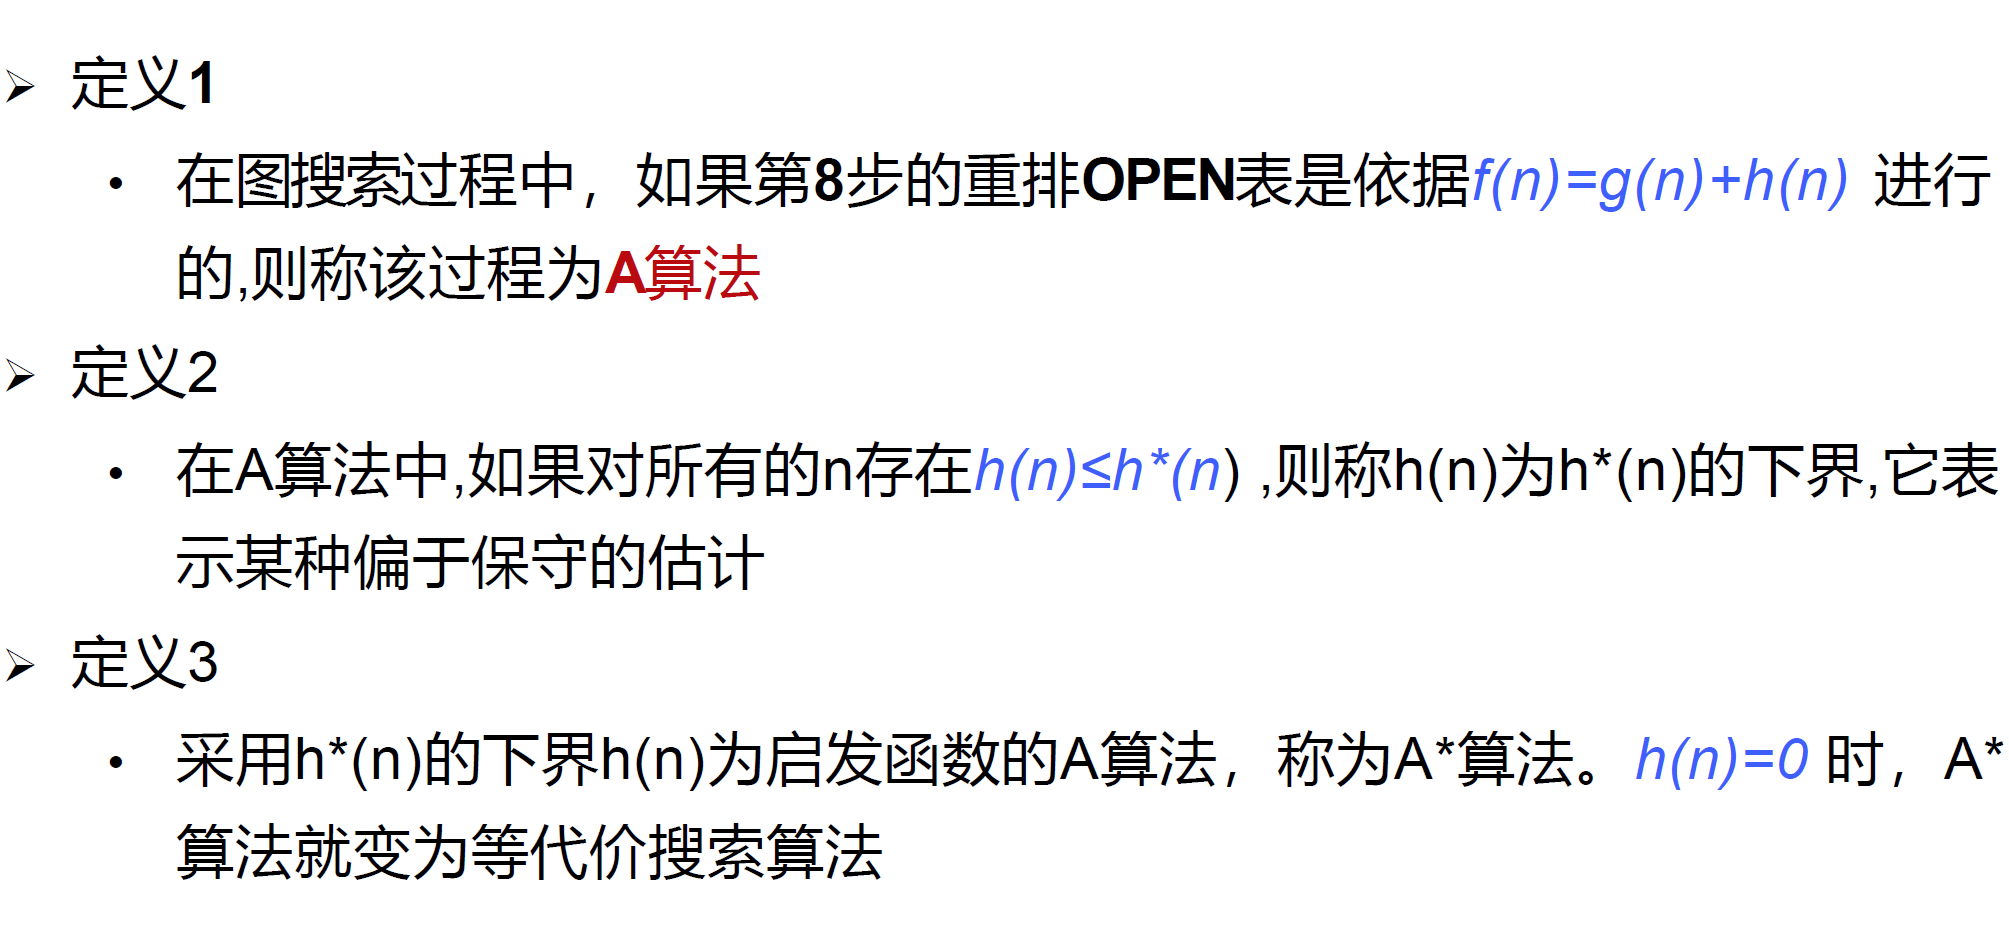 ➢ 定义1
• 在图搜索过程中，如果第8步的重排OPEN表是依据f(n)=g(n)+h(n) 进行
的,则称该过程为A算法
➢ 定义2
• 在A算法中,如果对所有的n存在h(n)≤h*(n) ,则称h(n)为h*(n)的下界,它表
示某种偏于保守的估计
➢ 定义3
• 采用h*(n)的下界h(n)为启发函数的A算法，称为A*算法。h(n)=0 时，A*
算法就变为等代价搜索算法